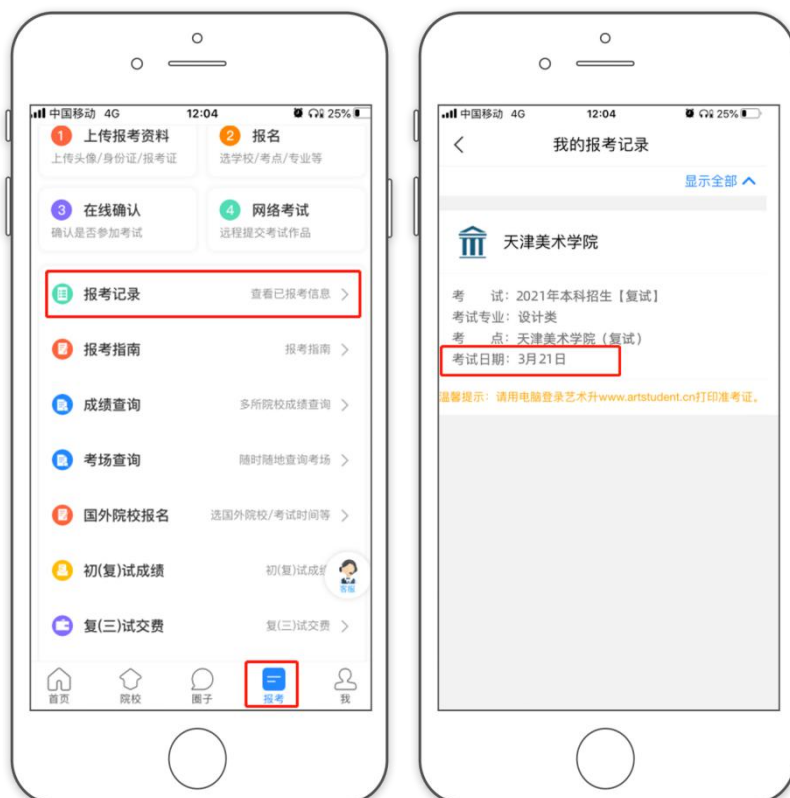 中国移动 4G 12:04 25%
1 上传报考资料
上传头像/身份证/报考证
2 报名
选学校/考点/专业等
3 在线确认
确认是否参加考试
4 网络考试
远程提交考试作品
报考记录 查看已报考信息
报考指南 报考指南
成绩查询 多所院校成绩查询
考场查询 随时随地查询考场
国外院校报名 选国外院校/考试时间等
初(复)试成绩 初(复)试成
客服
复(三)试交费 复(三)试交费
首页 院校 圈子 报考 我
中国移动 4G 12:04 25%
我的报考记录
显示全部
天津美术学院
考 试：2021年本科招生【复试】
考试专业：设计类
考 点：天津美术学院（复试）
考试日期：3月21日
温馨提示：请用电脑登录艺术升www.artstudent.cn打印准考证。